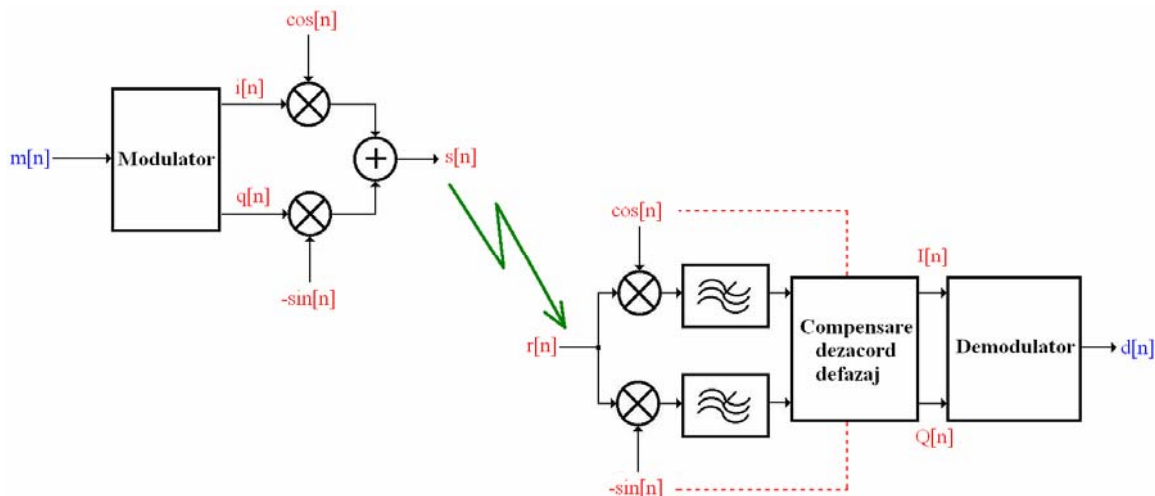 cos[n]
i[n]
m[n]
Modulator
s[n]
q[n]
-sin[n]
cos[n]
I[n]
r[n]
Compensare
dezacord
defazaj
Demodulator
d[n]
Q[n]
-sin[n]